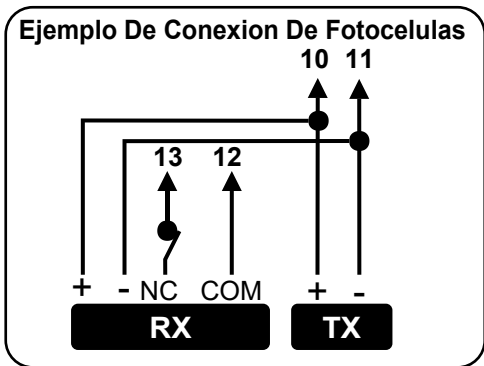 Ejemplo De Conexion De Fotocelulas
10 11
13 12
+ - NC COM + -
RX TX